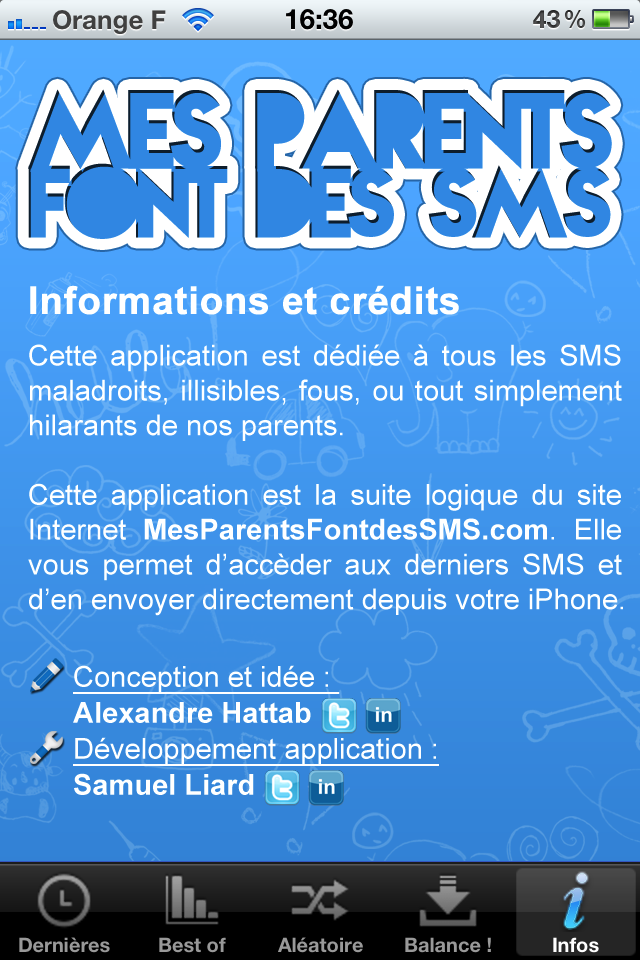 Orange F 16:36 43 %
MES PARENTS
FONT DES SMS
Informations et crédits
Cette application est dédiée à tous les SMS
maladroits, illisibles, fous, ou tout simplement
hilarants de nos parents.
Cette application est la suite logique du site
Internet MesParentsFontdesSMS.com. Elle
vous permet d'accèder aux derniers SMS et
d'en envoyer directement depuis votre iPhone.
Conception et idée :
Alexandre Hattab t in
Développement application :
Samuel Liard t in
Dernières Best of Aléatoire Balance ! Infos